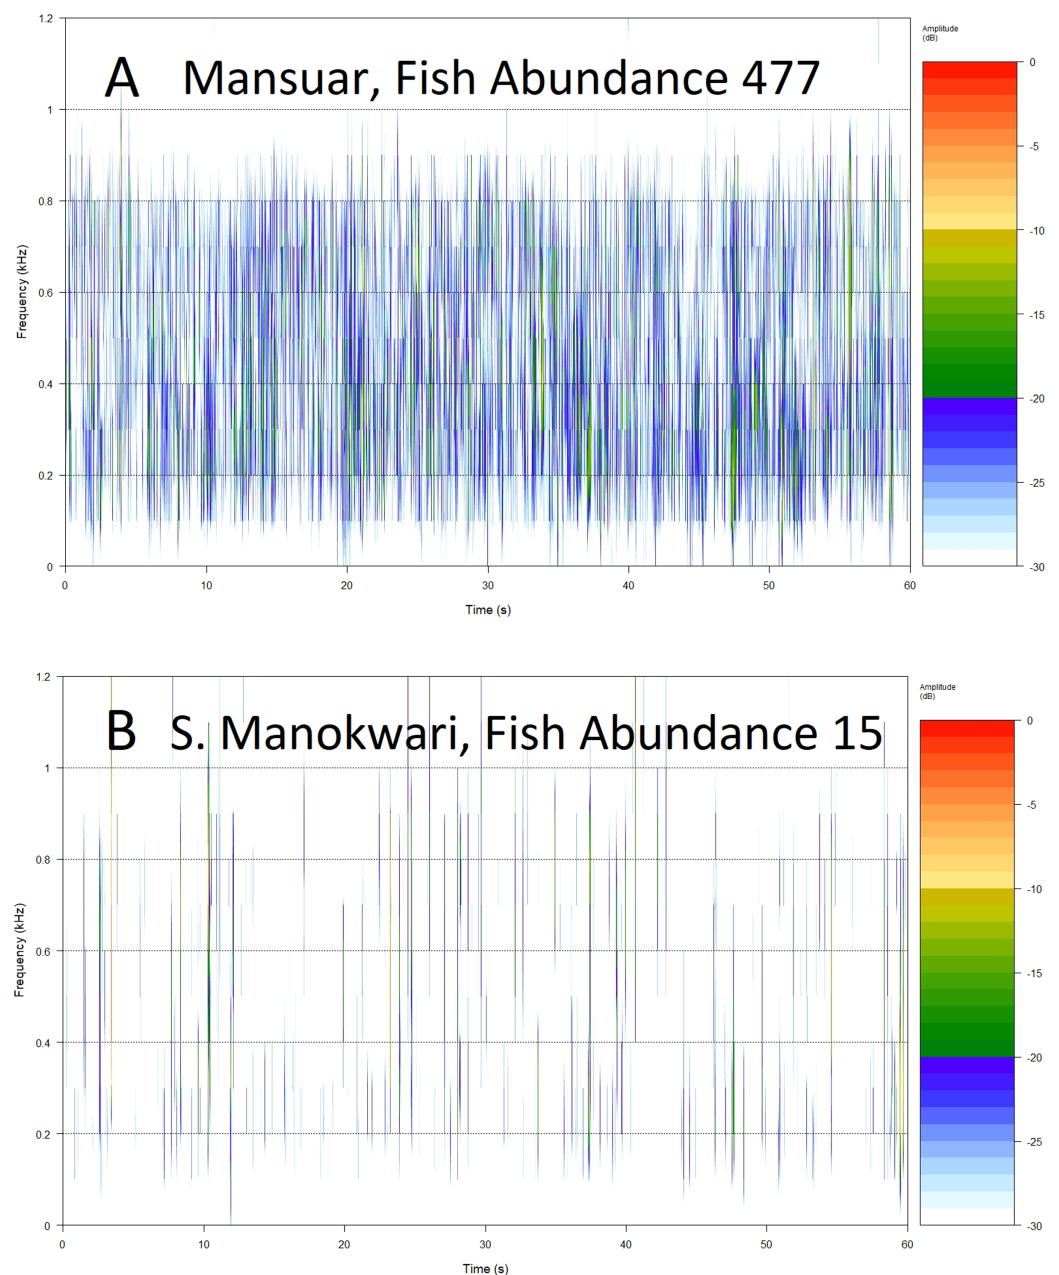 A Mansuar, Fish Abundance 477
Amplitude
(dB)
1.2
1
0.8
0.6
0.4
0.2
0
Frequency (kHz)
0 10 20 30 40 50 60
Time (s)
0
-5
-10
-15
-20
-25
-30
B S. Manokwari, Fish Abundance 15
Amplitude
(dB)
1.2
1
0.8
0.6
0.4
0.2
0
Frequency (kHz)
0 10 20 30 40 50 60
Time (s)
0
-5
-10
-15
-20
-25
-30